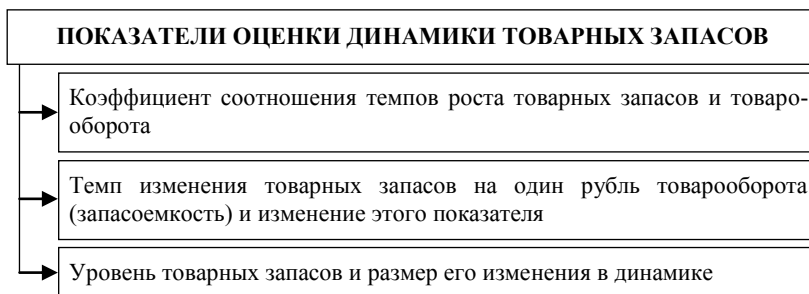 ПОКАЗАТЕЛИ ОЦЕНКИ ДИНАМИКИ ТОВАРНЫХ ЗАПАСОВ
Коэффициент соотношения темпов роста товарных запасов и товаро-
оборота
Темп изменения товарных запасов на один рубль товарооборота
(запасоемкость) и изменение этого показателя
Уровень товарных запасов и размер его изменения в динамике